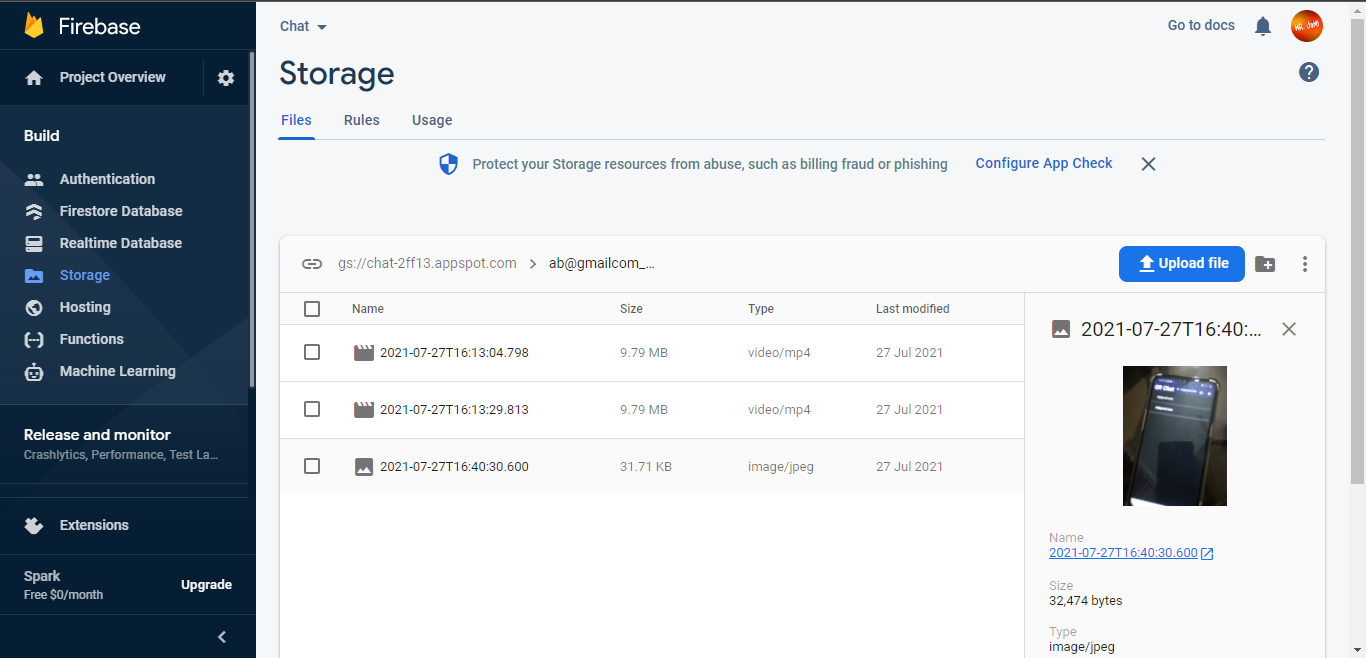 Firebase
Project Overview
Build
Authentication
Firestore Database
Realtime Database
Storage
Hosting
Functions
Machine Learning
Release and monitor
Crashlytics, Performance, Test La...
Extensions
Spark
Free $0/month
Upgrade
Chat
Go to docs
Storage
Files Rules Usage
Protect your Storage resources from abuse, such as billing fraud or phishing Configure App Check
gs://chat-2ff13.appspot.com > ab@gmailcom_...
Upload file
Name Size Type Last modified
2021-07-27T16:13:04.798 9.79 MB video/mp4 27 Jul 2021
2021-07-27T16:13:29.813 9.79 MB video/mp4 27 Jul 2021
2021-07-27T16:40:30.600 31.71 KB image/jpeg 27 Jul 2021
2021-07-27T16:40:...
QR Chat
Name
2021-07-27T16:40:30.600
Size
32,474 bytes
Type
image/jpeg